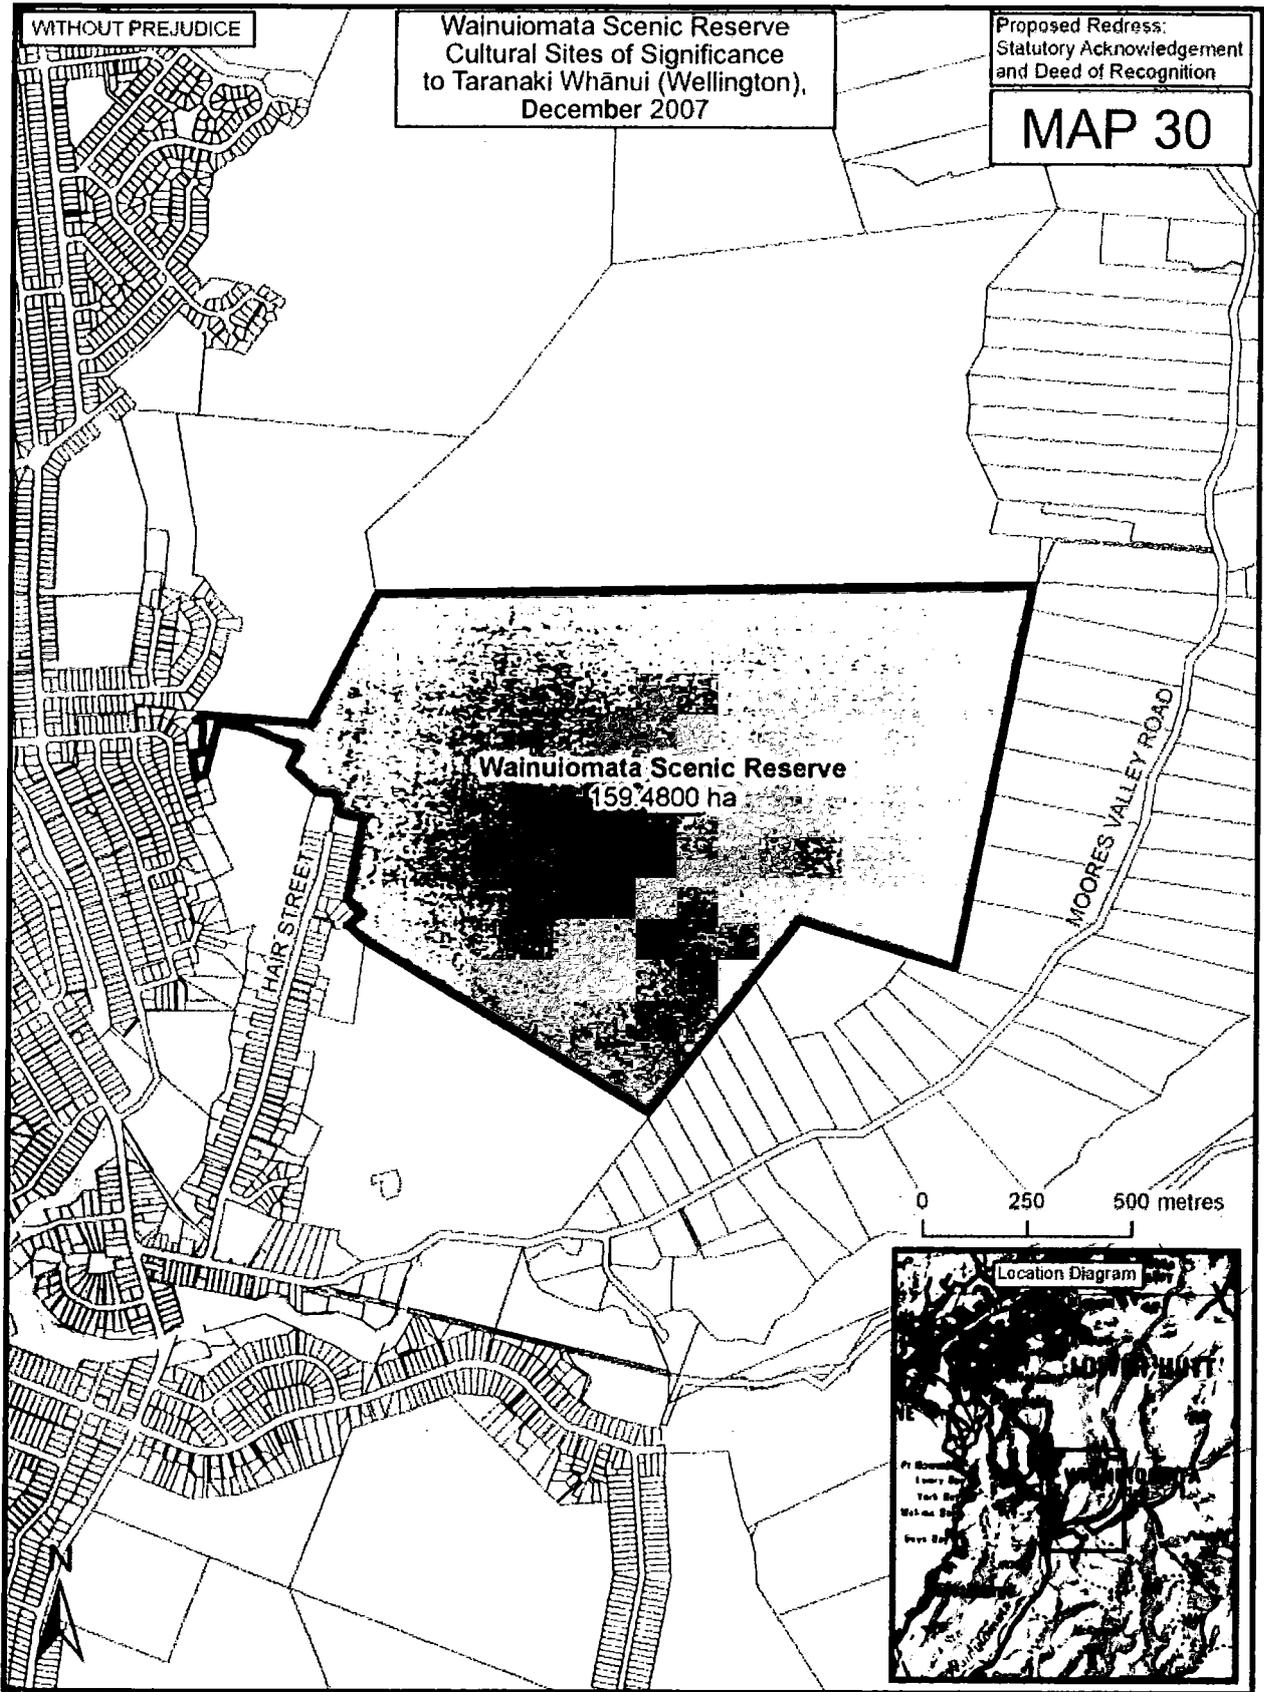 WITHOUT PREJUDICE
Wainuiomata Scenic Reserve
Cultural Sites of Significance
to Taranaki Whānui (Wellington),
December 2007
Proposed Redress:
Statutory Acknowledgement
and Deed of Recognition
MAP 30
Wainuiomata Scenic Reserve
159.4800 ha
HAIR STREET
MOORES VALLEY ROAD
0 250 500 metres
Location Diagram
LOWER HUTT
WAINUIOMATA
N